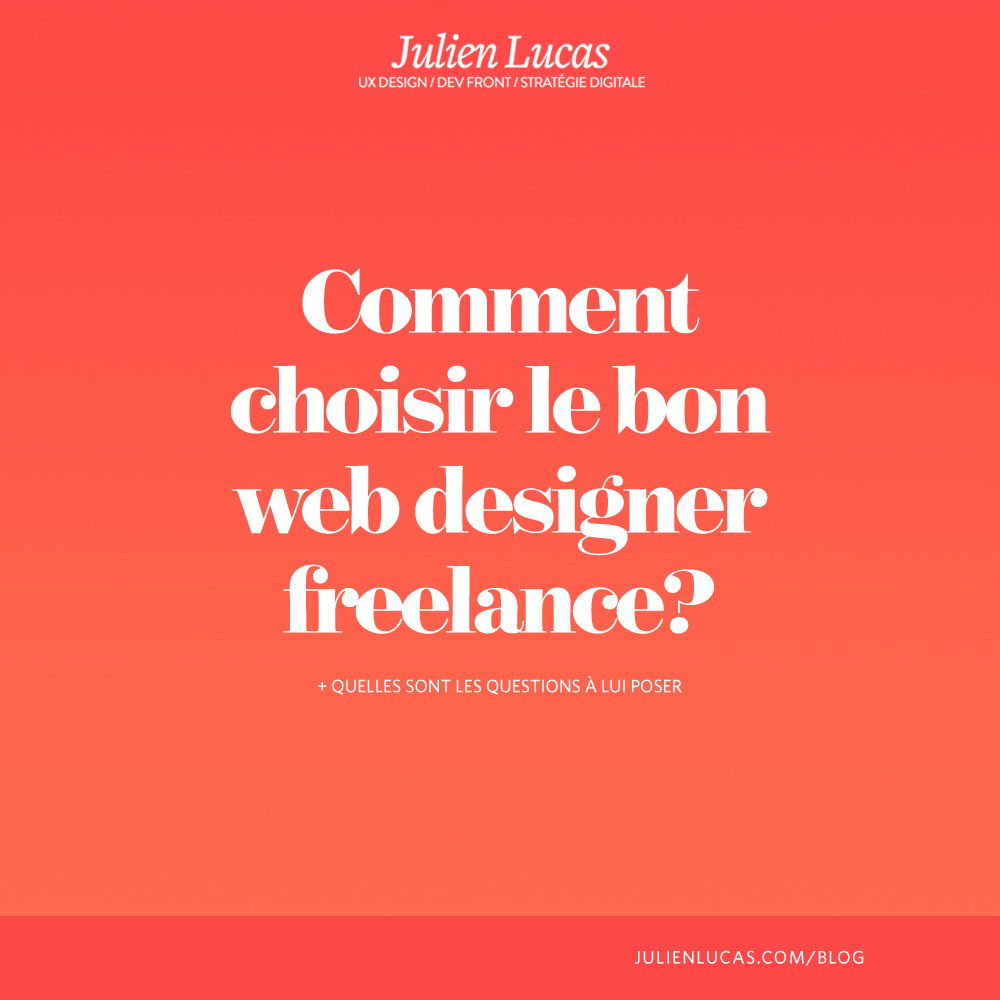 Julien Lucas
UX DESIGN / DEV FRONT / STRATÉGIE DIGITALE
Comment
choisir le bon
web designer
freelance?
+ QUELLES SONT LES QUESTIONS À LUI POSER
JULIENLUCAS.COM/BLOG